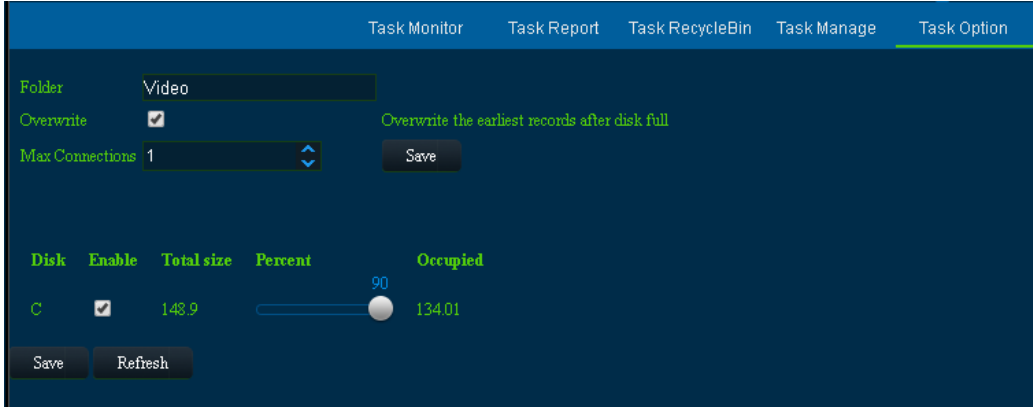 Task Monitor Task Report Task RecycleBin Task Manage Task Option
Folder Video
Overwrite Overwrite the earliest records after disk full
Max Connections 1 Save
Disk Enable Total size Percent Occupied
90
C 148.9 134.01
Save Refresh